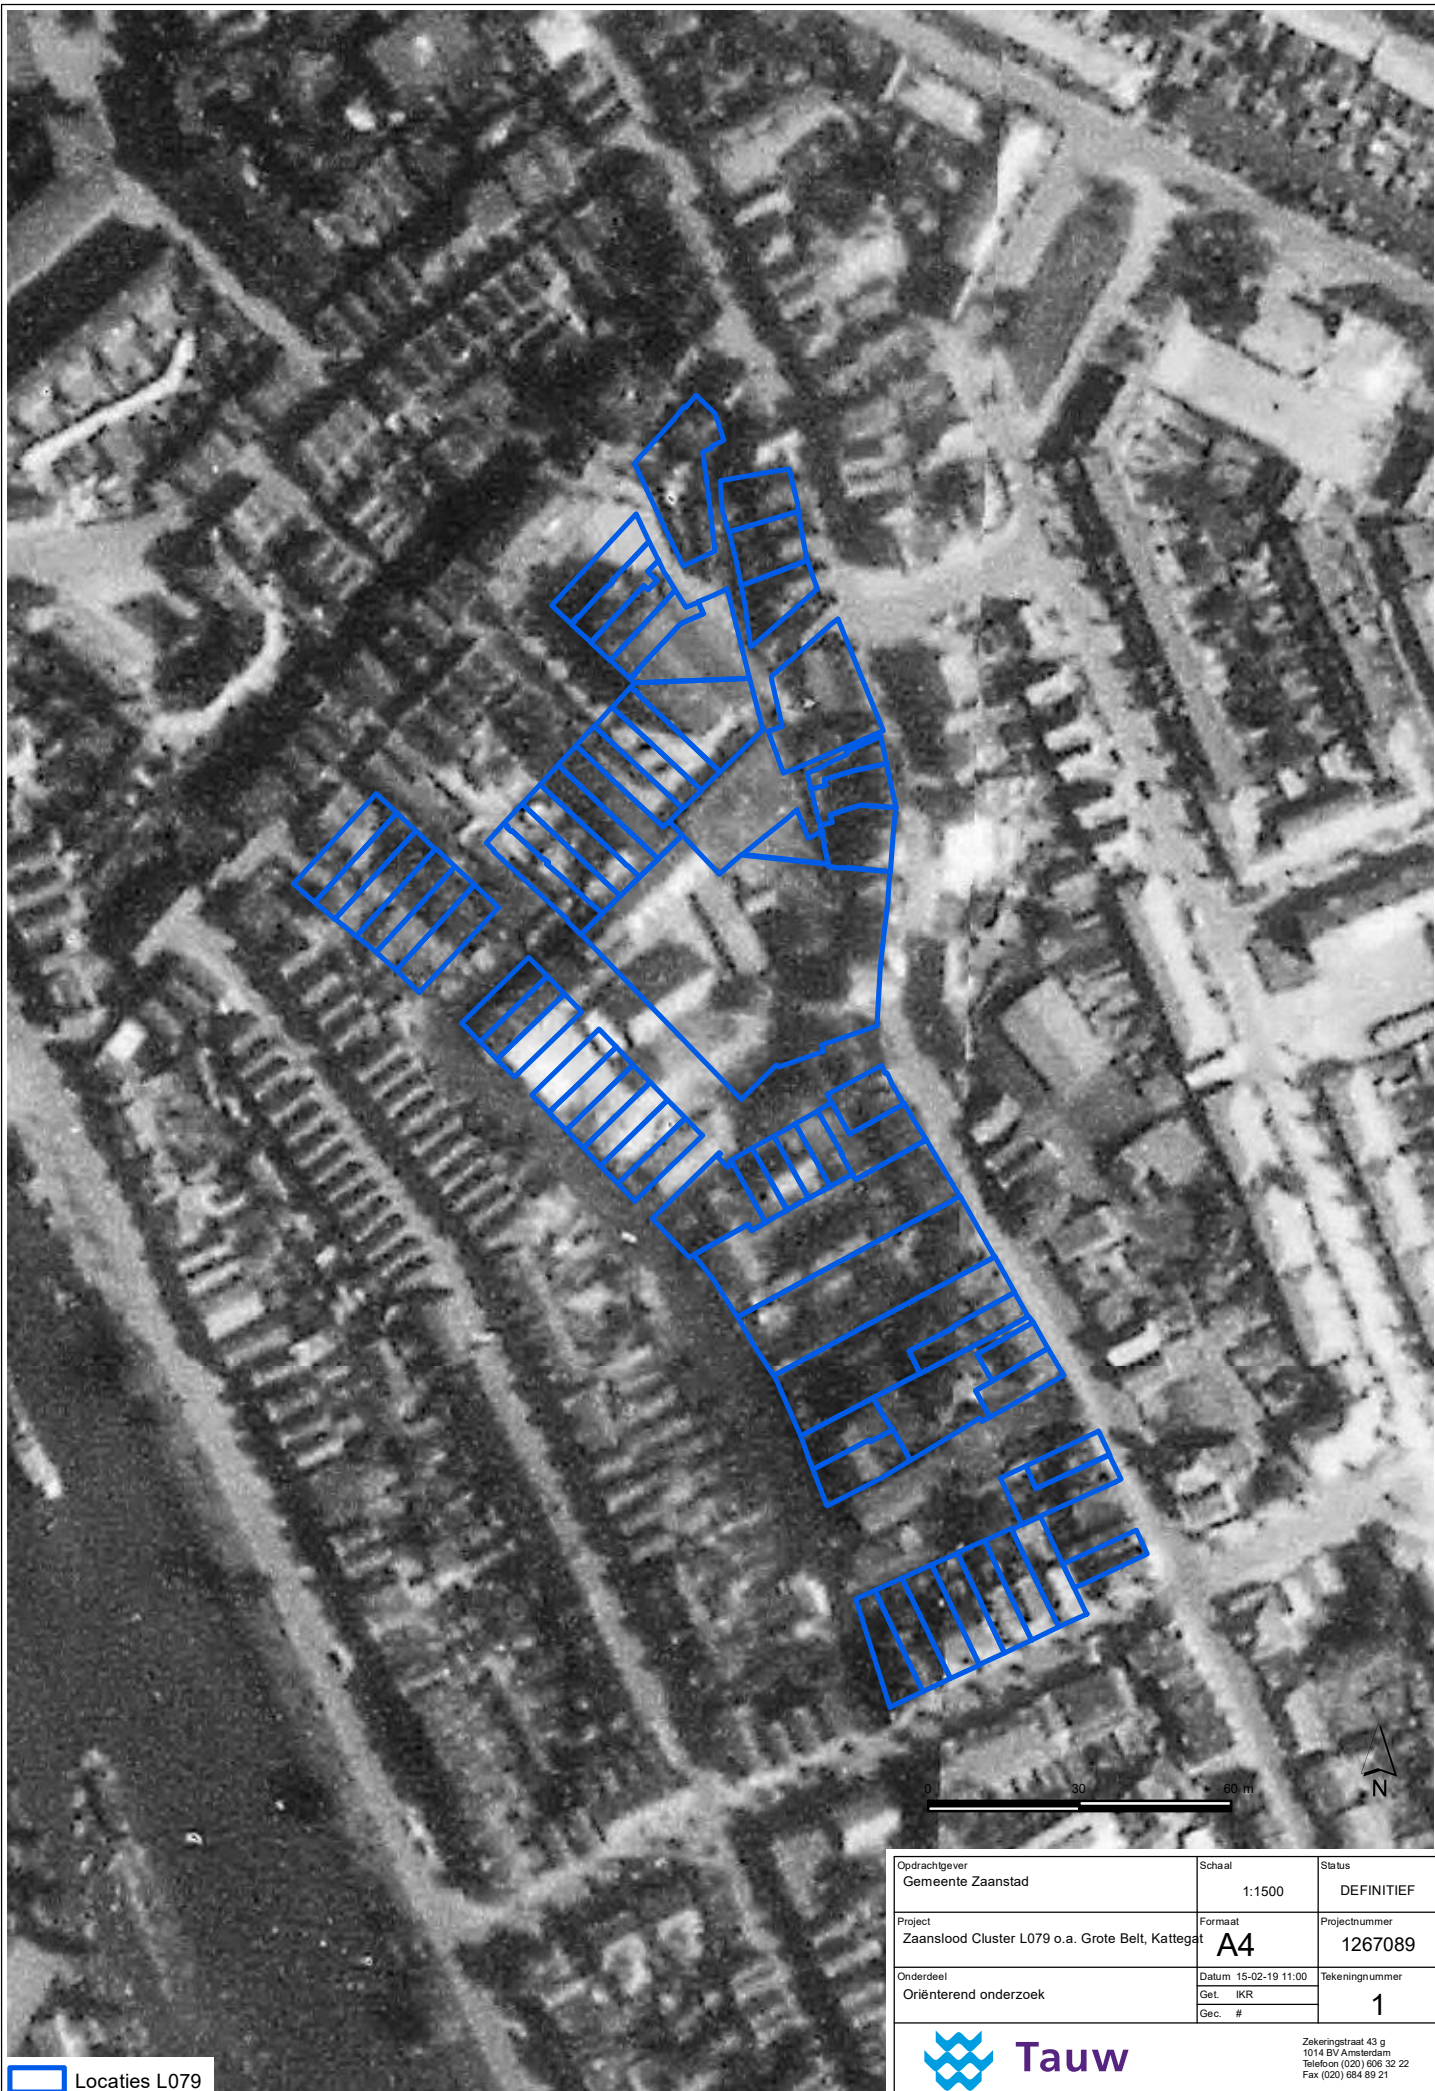 0 30 60 m
N
Opdrachtgever
Gemeente Zaanstad
Schaal
1:1500
Status
DEFINITIEF
Project
Zaanslood Cluster L079 o.a. Grote Belt, Kattegat
Formaat
A4
Projectnummer
1267089
Onderdeel
Oriënterend onderzoek
Datum 15-02-19 11:00
Get. IKR
Gec. #
Tekeningnummer
1
Tauw
Zekeringstraat 43 g
1014 BV Amsterdam
Telefoon (020) 606 32 22
Fax (020) 684 89 21
Locaties L079